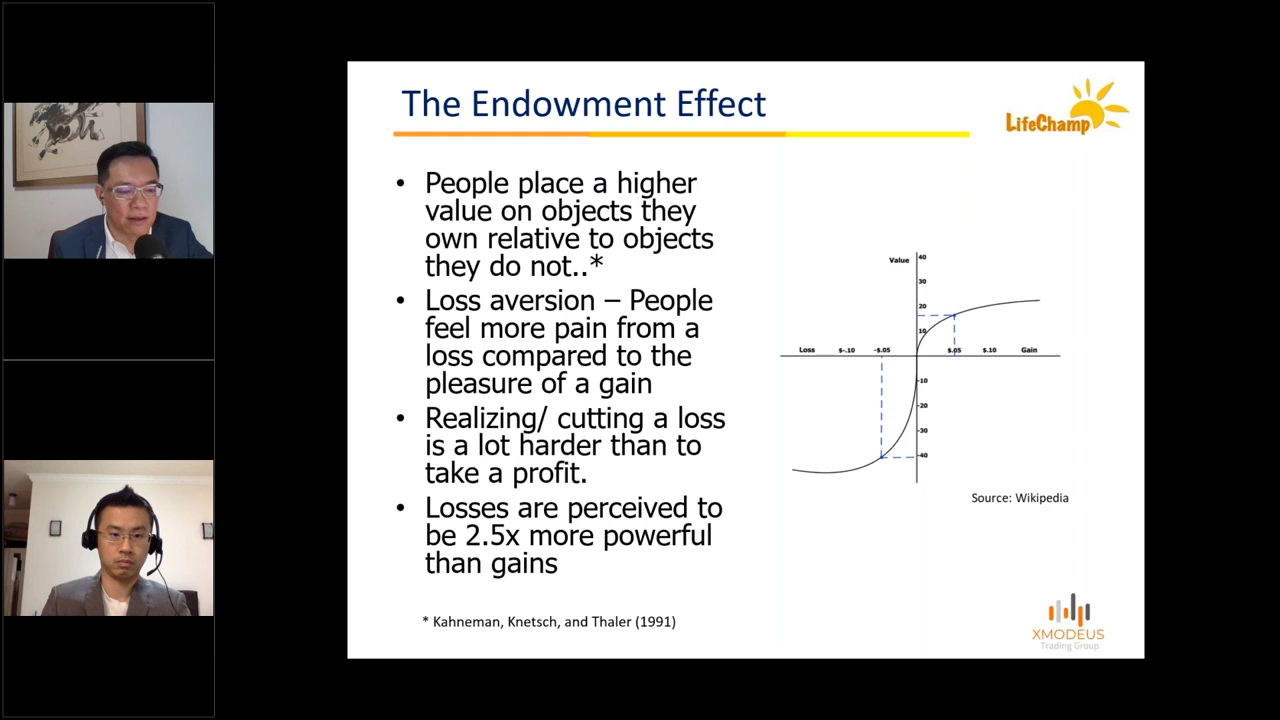 The Endowment Effect
LifeChamp
• People place a higher
value on objects they
own relative to objects
they do not..*
• Loss aversion – People
feel more pain from a
loss compared to the
pleasure of a gain
• Realizing/ cutting a loss
is a lot harder than to
take a profit.
• Losses are perceived to
be 2.5x more powerful
than gains
* Kahneman, Knetsch, and Thaler (1991)
Value
40
30
20
10
Loss $-.10 -$.05 $.05 $.10 Gain
-10
-20
-30
-40
Source: Wikipedia
XMODEUS
Trading Group